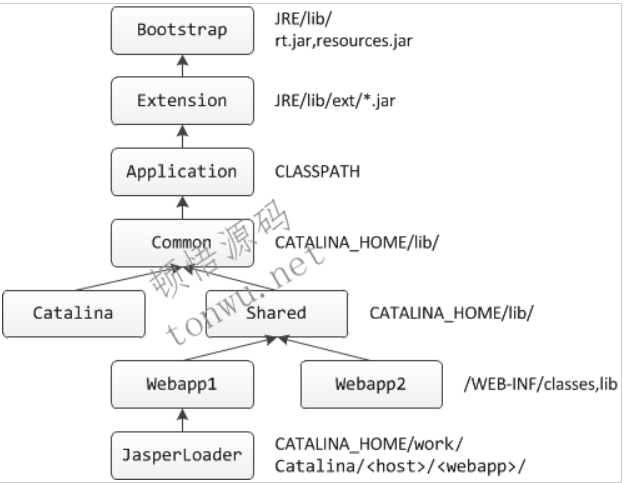 Bootstrap
JRE/lib/
rt.jar,resources.jar
Extension
JRE/lib/ext/*.jar
Application
CLASSPATH
Common
CATALINA_HOME/lib/
顿悟源码
tonwu.net
Catalina
Shared
CATALINA_HOME/lib/
Webapp1
Webapp2
/WEB-INF/classes,lib
JasperLoader
CATALINA_HOME/work/
Catalina/<host>/<webapp>/